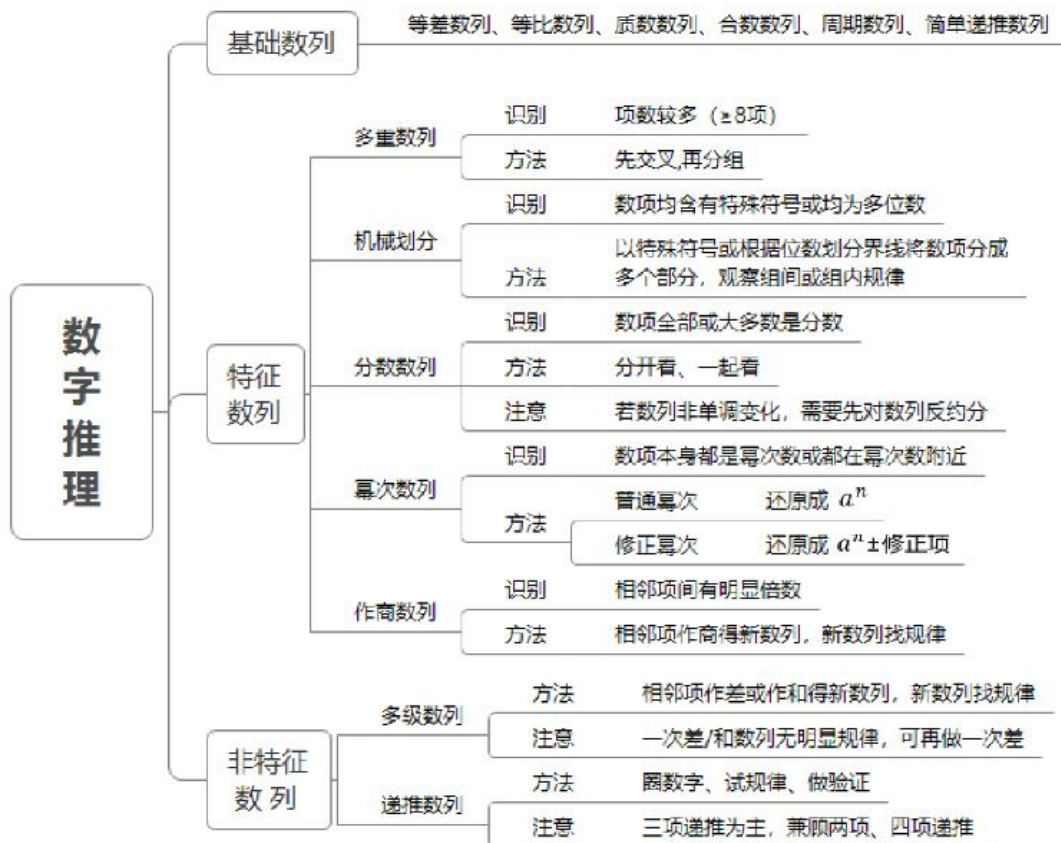 数字推理
基础数列
等差数列、等比数列、质数数列、合数数列、周期数列、简单递推数列
特征
数列
多重数列
识别 项数较多（≥8项）
方法 先交叉,再分组
机械划分
识别 数项均含有特殊符号或均为多位数
方法 以特殊符号或根据位数划分界线将数项分成
多个部分，观察组间或组内规律
分数数列
识别 数项全部或大多数是分数
方法 分开看、一起看
注意 若数列非单调变化，需要先对数列反约分
幂次数列
识别 数项本身都是幂次数或都在幂次数附近
方法
普通幂次 还原成 aⁿ
修正幂次 还原成 aⁿ±修正项
作商数列
识别 相邻项间有明显倍数
方法 相邻项作商得新数列，新数列找规律
非特征
数 列
多级数列
方法 相邻项作差或作和得新数列，新数列找规律
注意 一次差/和数列无明显规律，可再做一次差
递推数列
方法 圈数字、试规律、做验证
注意 三项递推为主，兼顾两项、四项递推